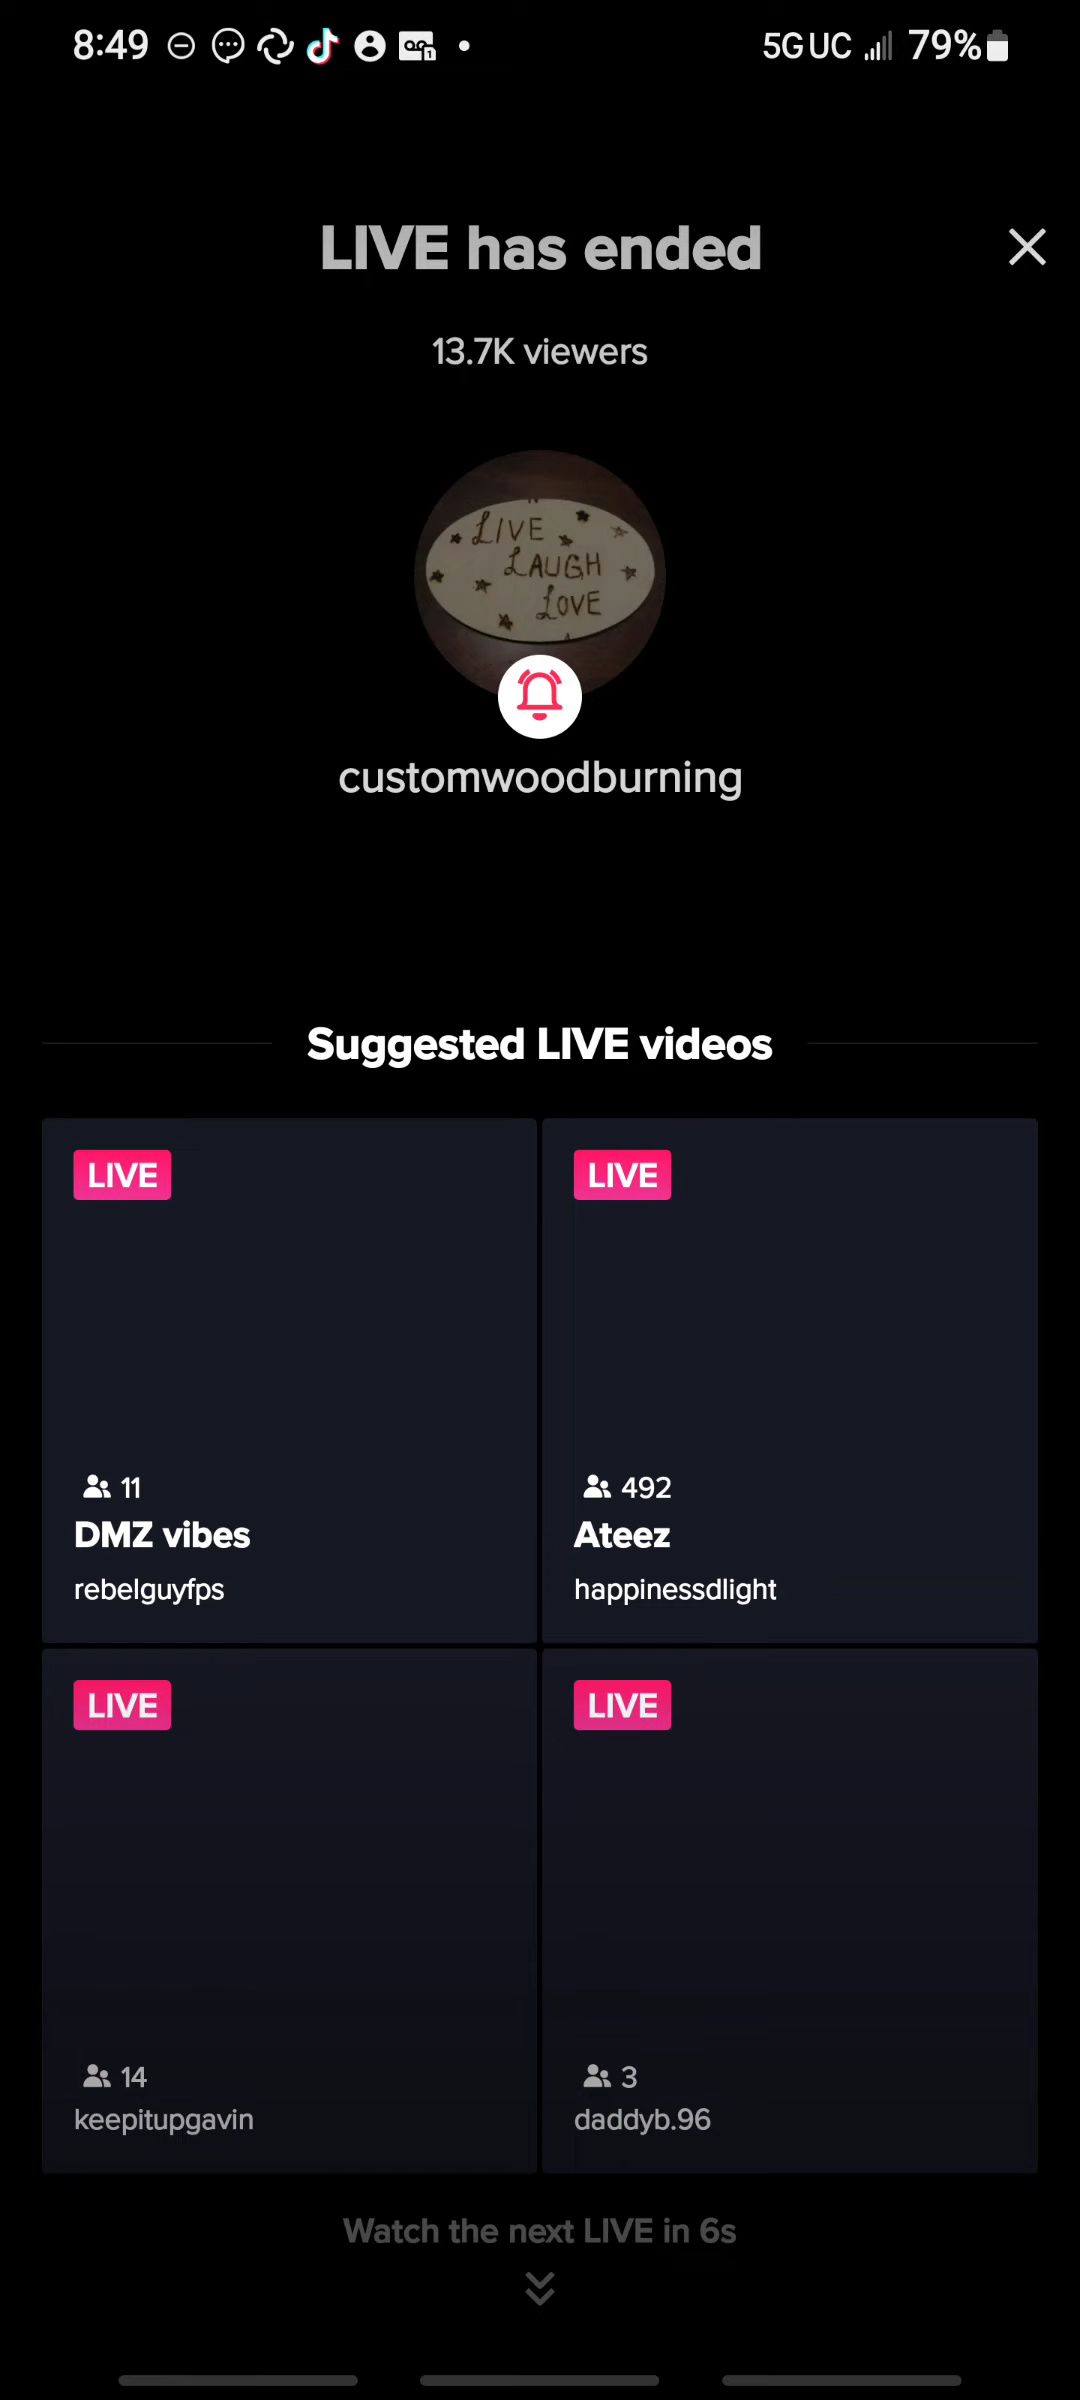 8:49
5G UC 79%
LIVE has ended
13.7K viewers
LIVE
LAUGH
LOVE
customwoodburning
Suggested LIVE videos
LIVE
11
DMZ vibes
rebelguyfps
LIVE
492
Ateez
happinessdlight
LIVE
14
keepitupgavin
LIVE
3
daddyb.96
Watch the next LIVE in 6s